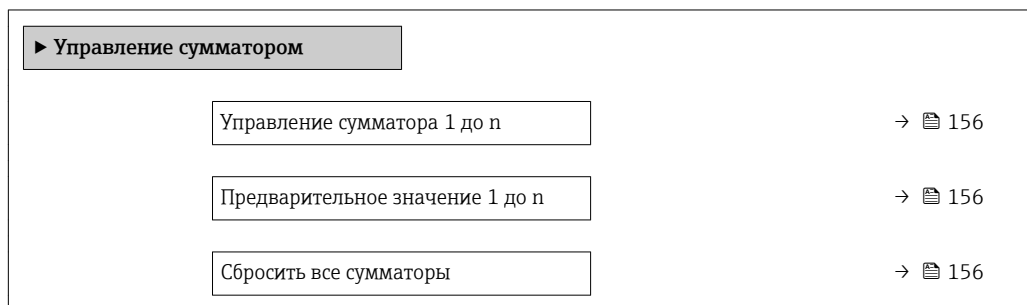 ▶ Управление сумматором
Управление сумматора 1 до n → 156
Предварительное значение 1 до n → 156
Сбросить все сумматоры → 156